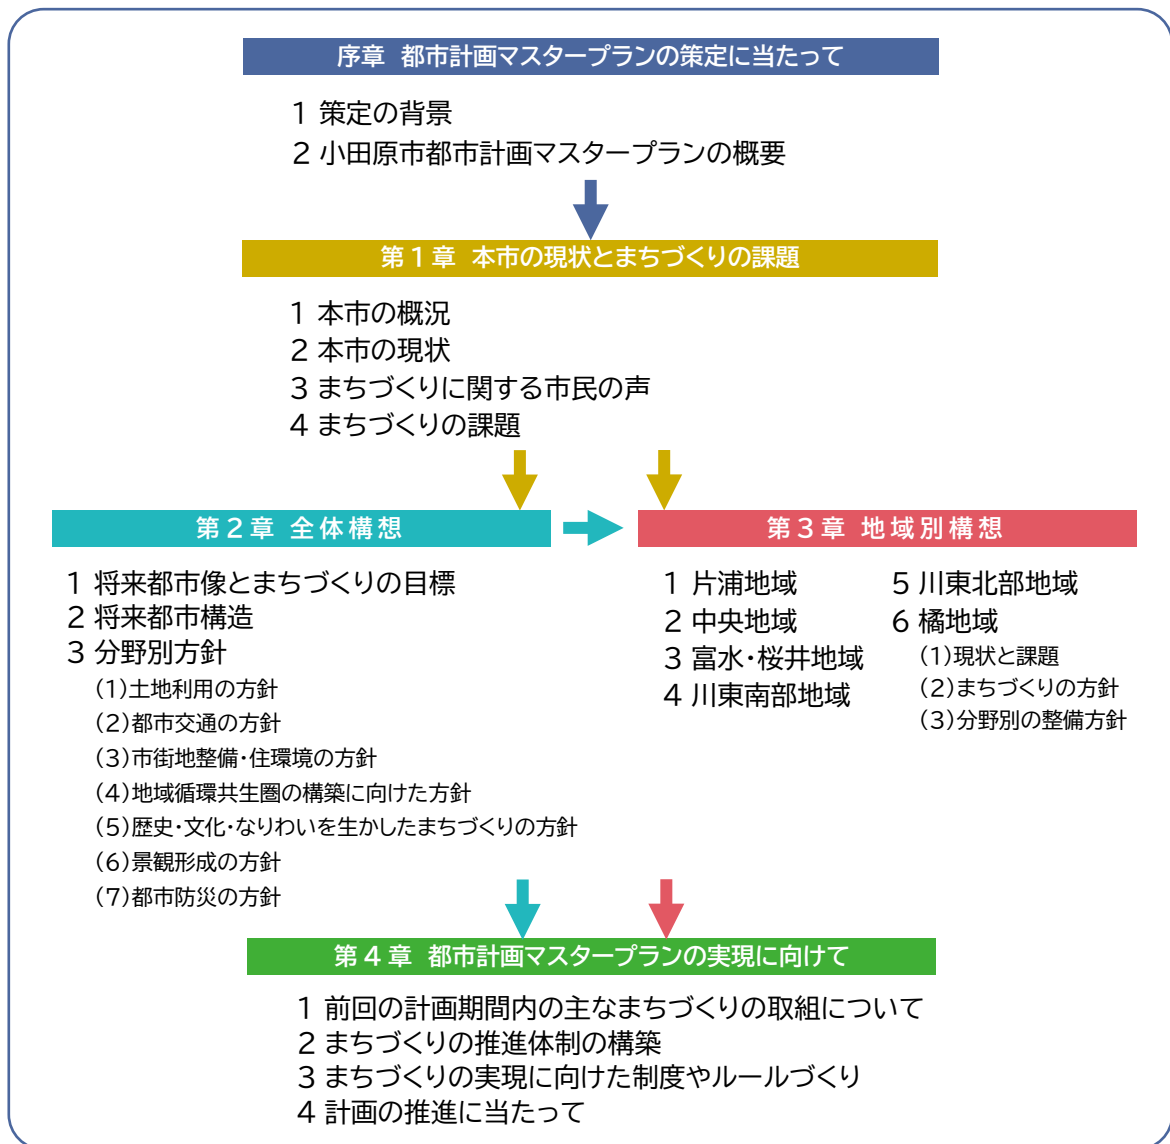 序章 都市計画マスタープランの策定に当たって
1 策定の背景
2 小田原市都市計画マスタープランの概要
第1章 本市の現状とまちづくりの課題
1 本市の概況
2 本市の現状
3 まちづくりに関する市民の声
4 まちづくりの課題
第2章 全体構想
1 将来都市像とまちづくりの目標
2 将来都市構造
3 分野別方針
(1)土地利用の方針
(2)都市交通の方針
(3)市街地整備・住環境の方針
(4)地域循環共生圏の構築に向けた方針
(5)歴史・文化・なりわいを生かしたまちづくりの方針
(6)景観形成の方針
(7)都市防災の方針
第3章 地域別構想
1 片浦地域
2 中央地域
3 富水・桜井地域
4 川東南部地域
5 川東北部地域
6 橘地域
(1)現状と課題
(2)まちづくりの方針
(3)分野別の整備方針
第4章 都市計画マスタープランの実現に向けて
1 前回の計画期間内の主なまちづくりの取組について
2 まちづくりの推進体制の構築
3 まちづくりの実現に向けた制度やルールづくり
4 計画の推進に当たって